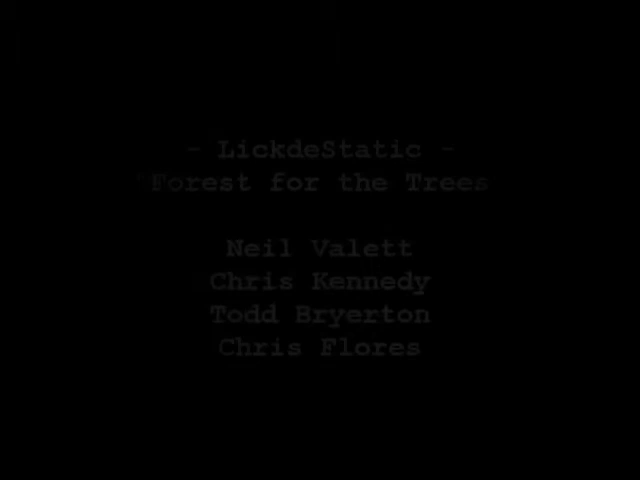 - LickdeStatic -
"Forest for the Trees

Neil Valett
Chris Kennedy
Todd Bryerton
Chris Flores